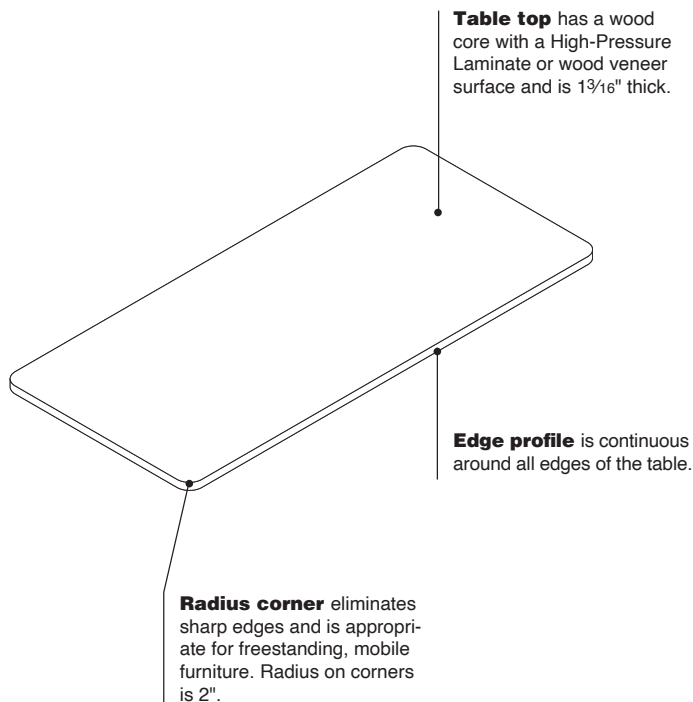 Table top has a wood
core with a High-Pressure
Laminate or wood veneer
surface and is 13⁄16" thick.
Edge profile is continuous
around all edges of the table.
Radius corner eliminates
sharp edges and is appropri-
ate for freestanding, mobile
furniture. Radius on corners
is 2".